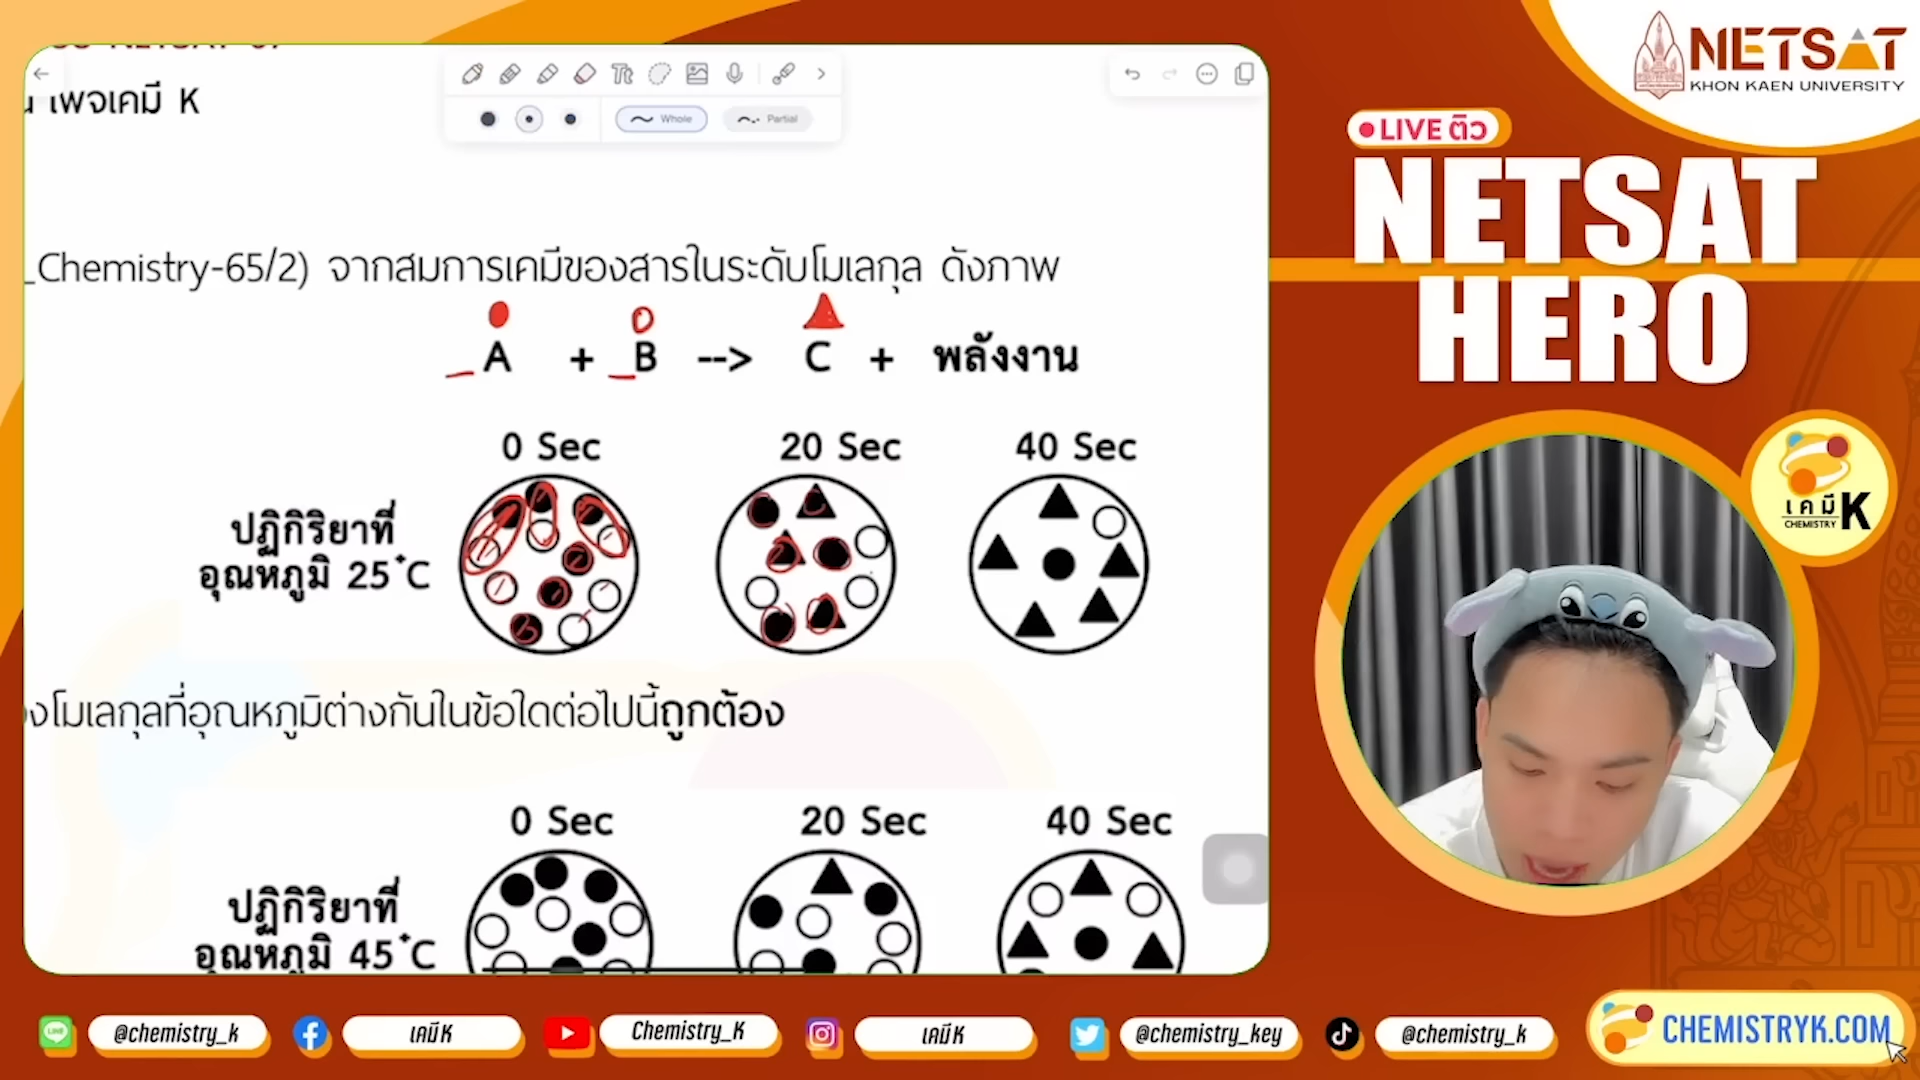 NETSAT
KHON KAEN UNIVERSITY
LIVE ติว
NETSAT
HERO
เคมี K
CHEMISTRY
เพจเคมี K
Whole
Partial
_Chemistry-65/2) จากสมการเคมีของสารในระดับโมเลกุล ดังภาพ
_A + _B --> C + พลังงาน
0 Sec 20 Sec 40 Sec
ปฏิกิริยาที่
อุณหภูมิ 25°C
งโมเลกุลที่อุณหภูมิต่างกันในข้อใดต่อไปนี้ถูกต้อง
0 Sec 20 Sec 40 Sec
ปฏิกิริยาที่
อุณหภูมิ 45°C
@chemistry_k
เคมี K
Chemistry_K
เคมี K
@chemistry_key
@chemistry_k
CHEMISTRYK.COM